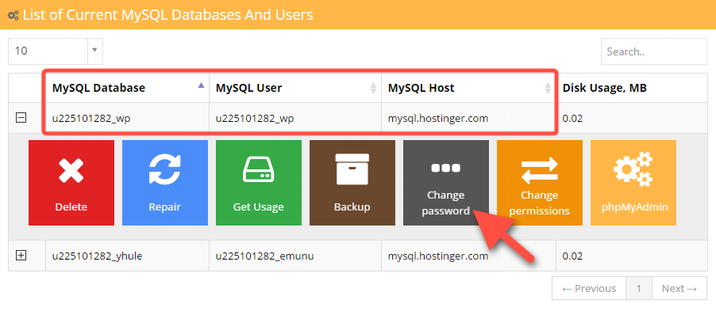 List of Current MySQL Databases And Users
10
Search..
MySQL Database MySQL User MySQL Host Disk Usage, MB
u225101282_wp u225101282_wp mysql.hostinger.com 0.02
Delete Repair Get Usage Backup Change password Change permissions phpMyAdmin
u225101282_yhule u225101282_emunu mysql.hostinger.com 0.02
← Previous 1 Next →